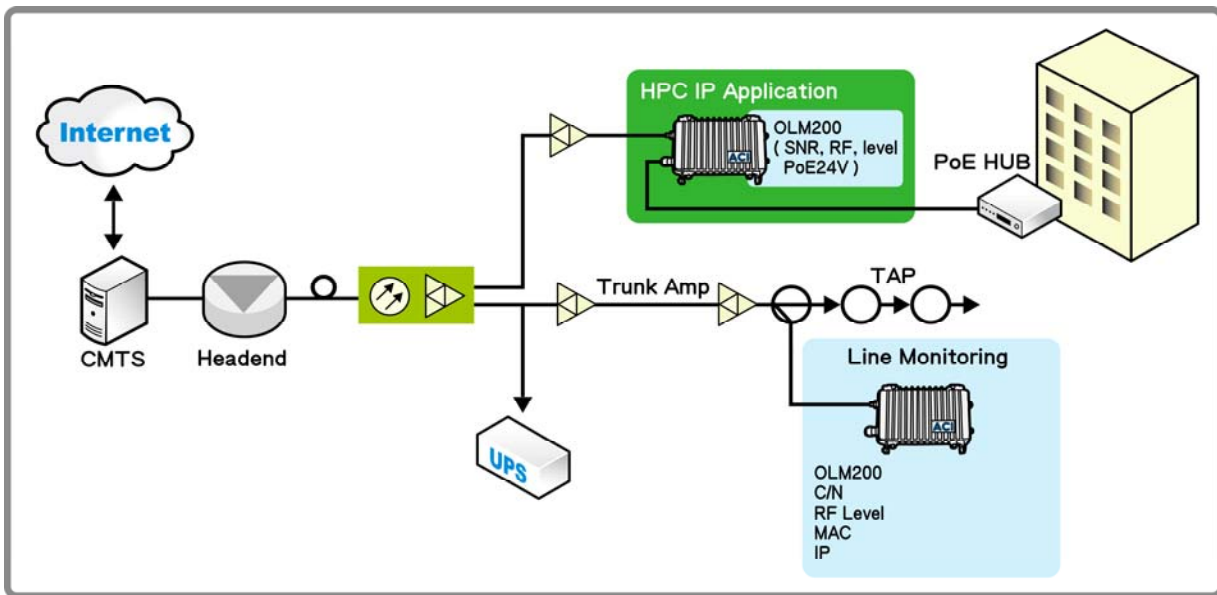 HPC IP Application
OLM200
( SNR, RF, level
PoE24V )
ACI
PoE HUB
Internet
CMTS
Headend
Trunk Amp
TAP
UPS
Line Monitoring
ACI
OLM200
C/N
RF Level
MAC
IP